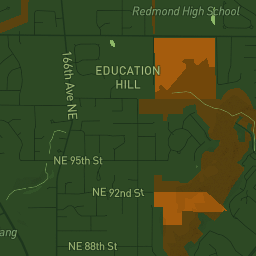 Redmond High School
166th Ave NE
EDUCATION
HILL
NE 95th St
NE 92nd St
NE 88th St